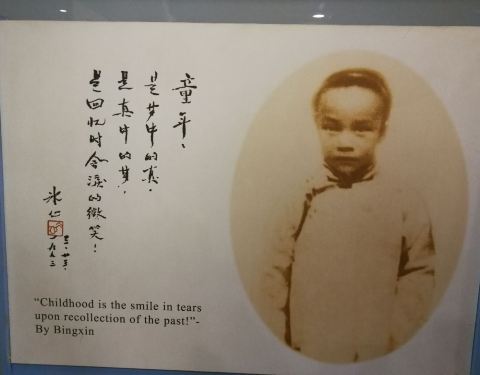 童年，
是梦中的真，
是真中的梦，
是回忆时含淚的微笑！
冰心
“Childhood is the smile in tears
upon recollection of the past!”-
By Bingxin